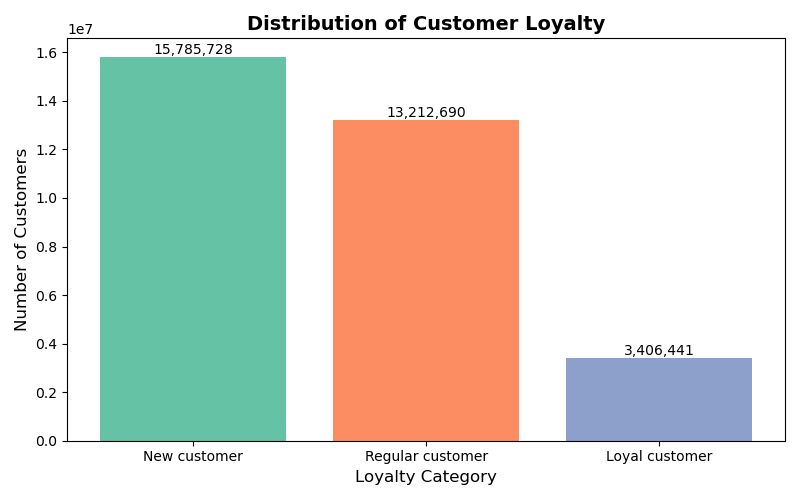 Distribution of Customer Loyalty
1e7
1.6
1.4
1.2
1.0
0.8
0.6
0.4
0.2
0.0
Number of Customers
15,785,728
13,212,690
3,406,441
New customer
Regular customer
Loyal customer
Loyalty Category